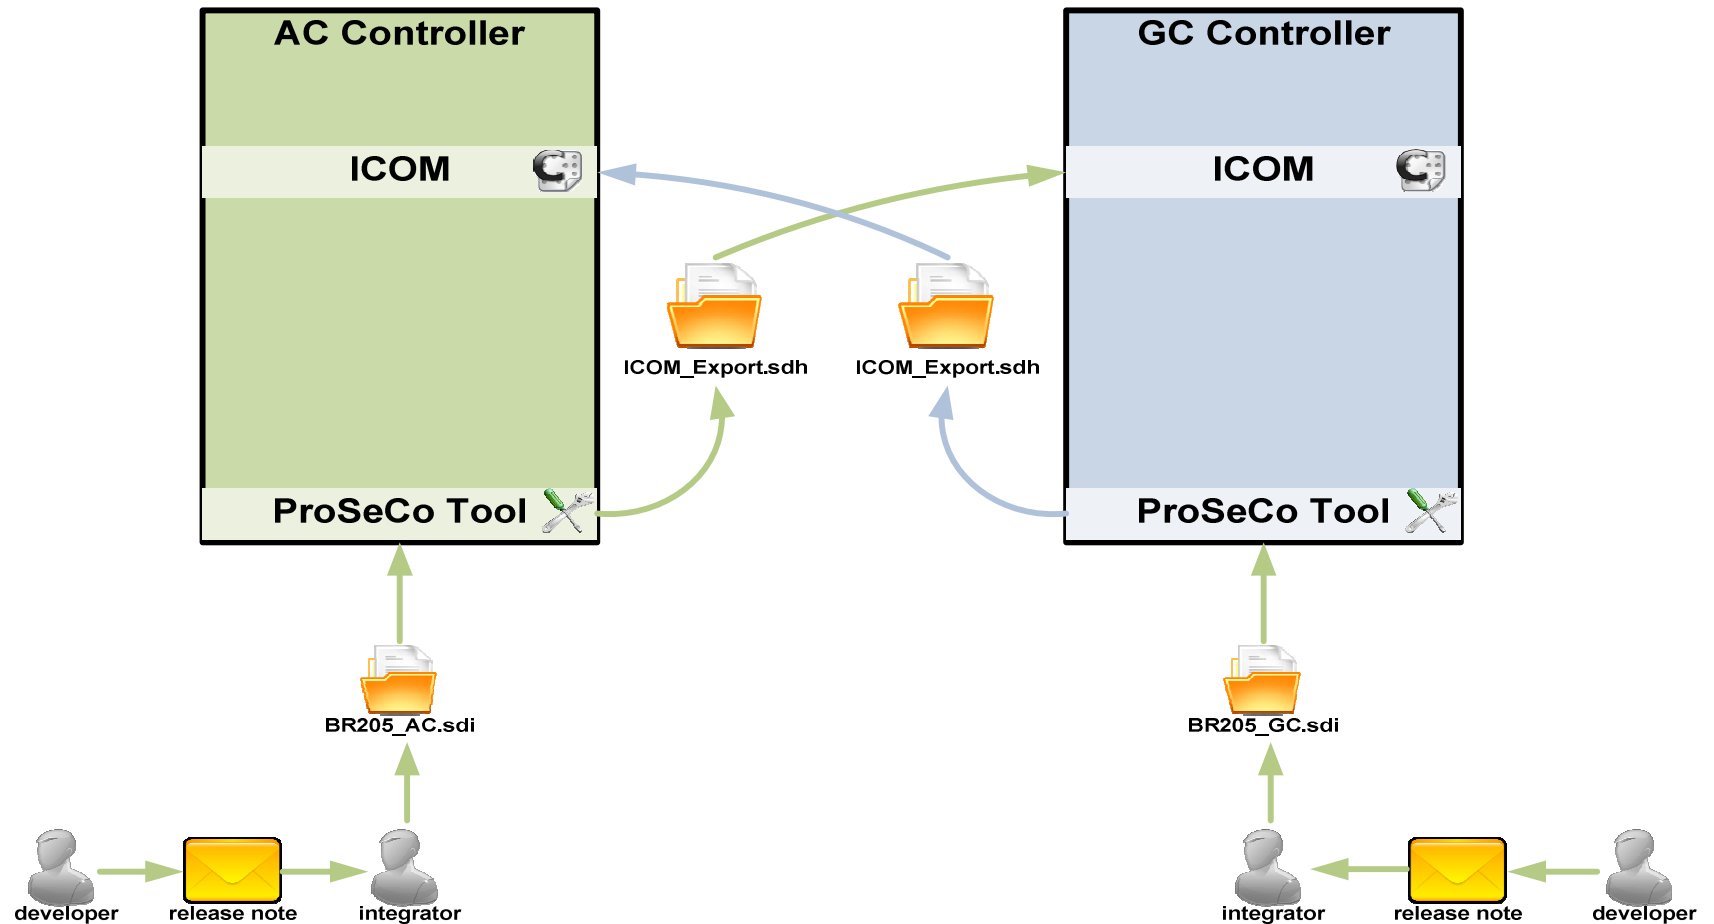 AC Controller
GC Controller
ICOM
C
ICOM
C
ICOM_Export.sdh
ICOM_Export.sdh
ProSeCo Tool
ProSeCo Tool
BR205_AC.sdi
BR205_GC.sdi
developer
release note
integrator
integrator
release note
developer